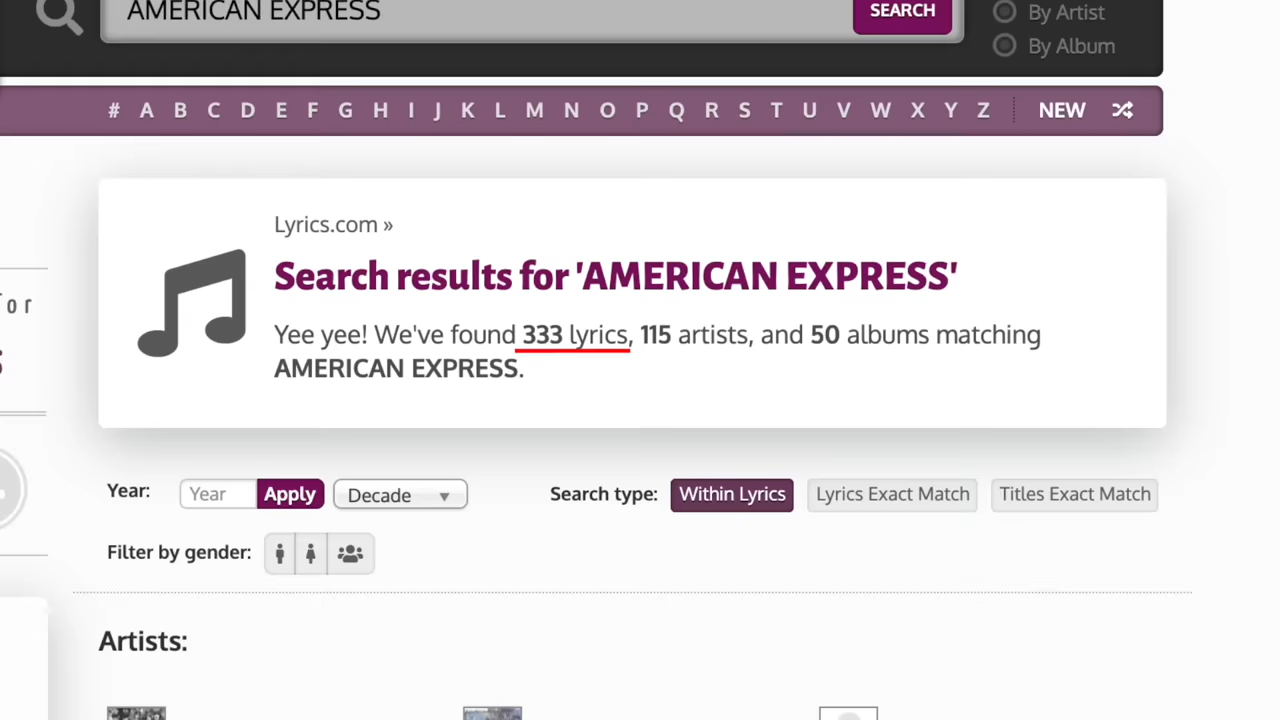 AMERICAN EXPRESS
SEARCH
By Artist
By Album
# A B C D E F G H I J K L M N O P Q R S T U V W X Y Z NEW
Lyrics.com »
Search results for 'AMERICAN EXPRESS'
Yee yee! We've found 333 lyrics, 115 artists, and 50 albums matching
AMERICAN EXPRESS.
Year: Year Apply Decade Search type: Within Lyrics Lyrics Exact Match Titles Exact Match
Filter by gender:
Artists: